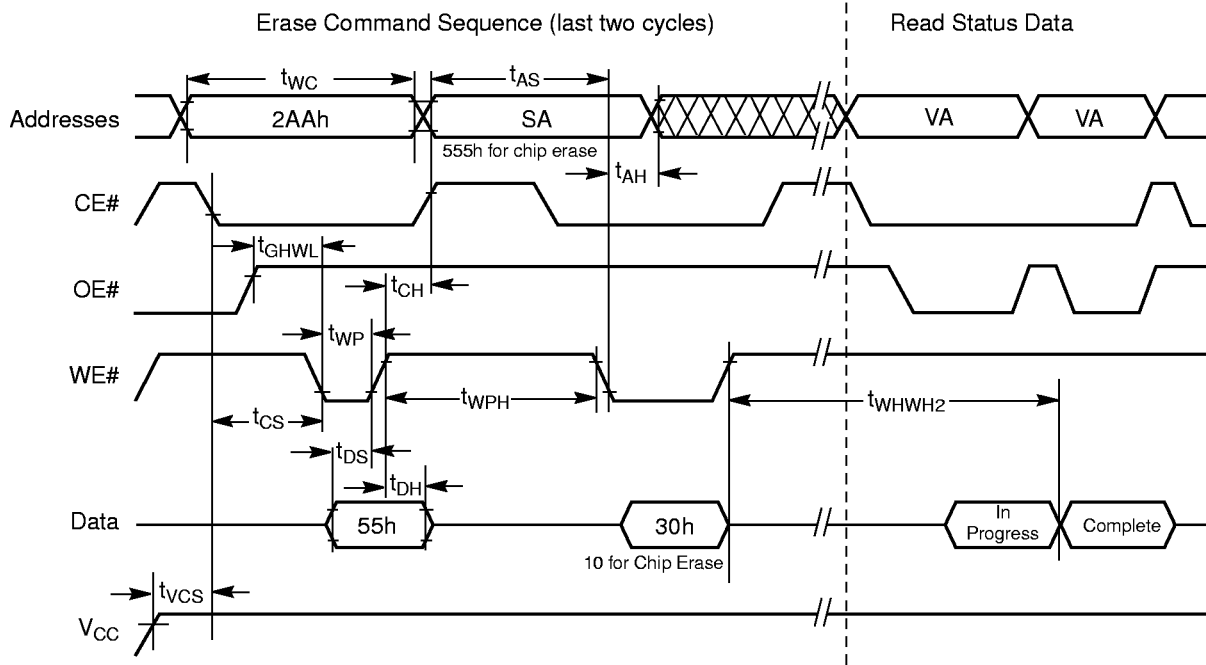 Erase Command Sequence (last two cycles)
Read Status Data
tWC
tAS
Addresses
2AAh
SA
VA
VA
555h for chip erase
tAH
CE#
tGHWL
OE#
tCH
tWP
WE#
tWPH
tWHWH2
tCS
tDS
tDH
Data
55h
30h
In
Progress
Complete
10 for Chip Erase
tVCS
VCC